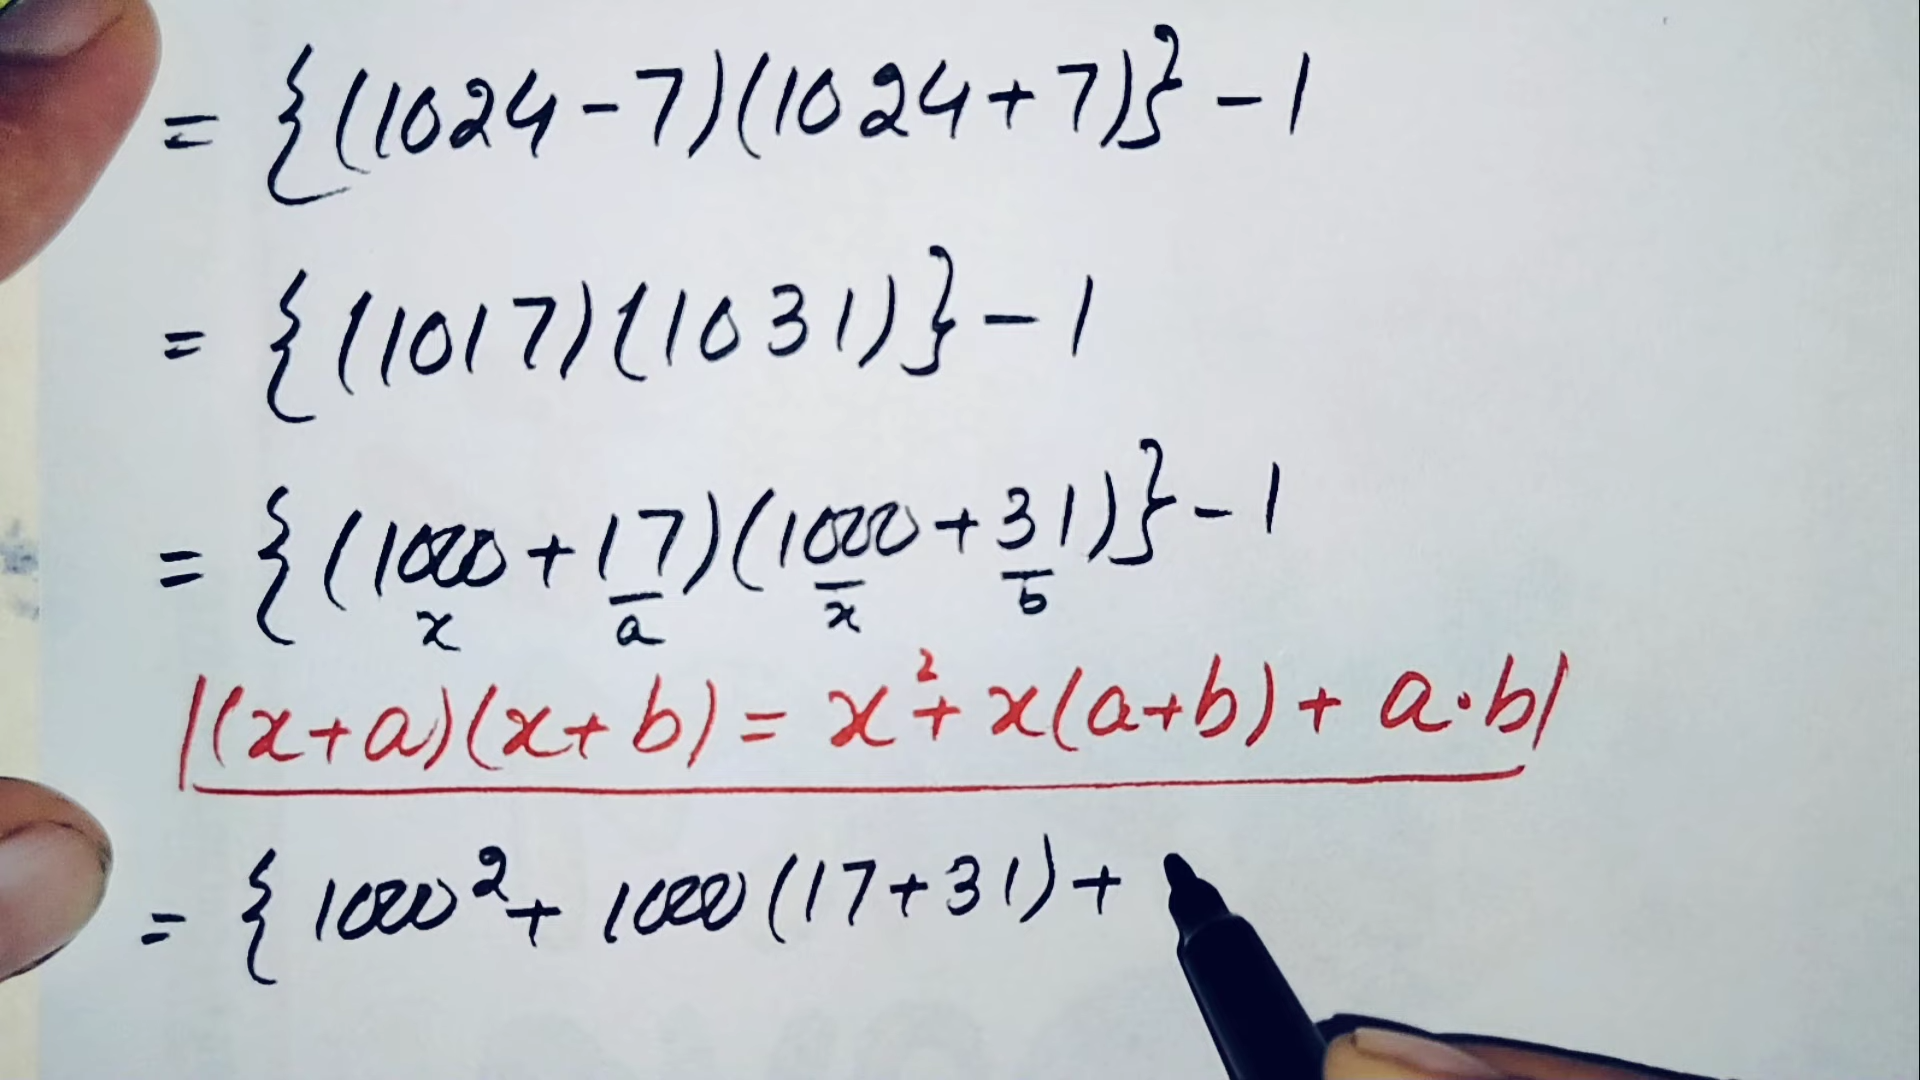 = {(1024-7)(1024+7)}-1
= {(1017)(1031)}-1
= {(1000+17)(1000+31)}-1
x a x b
|(x+a)(x+b) = x²+x(a+b)+a·b|
= {1000²+1000(17+31)+